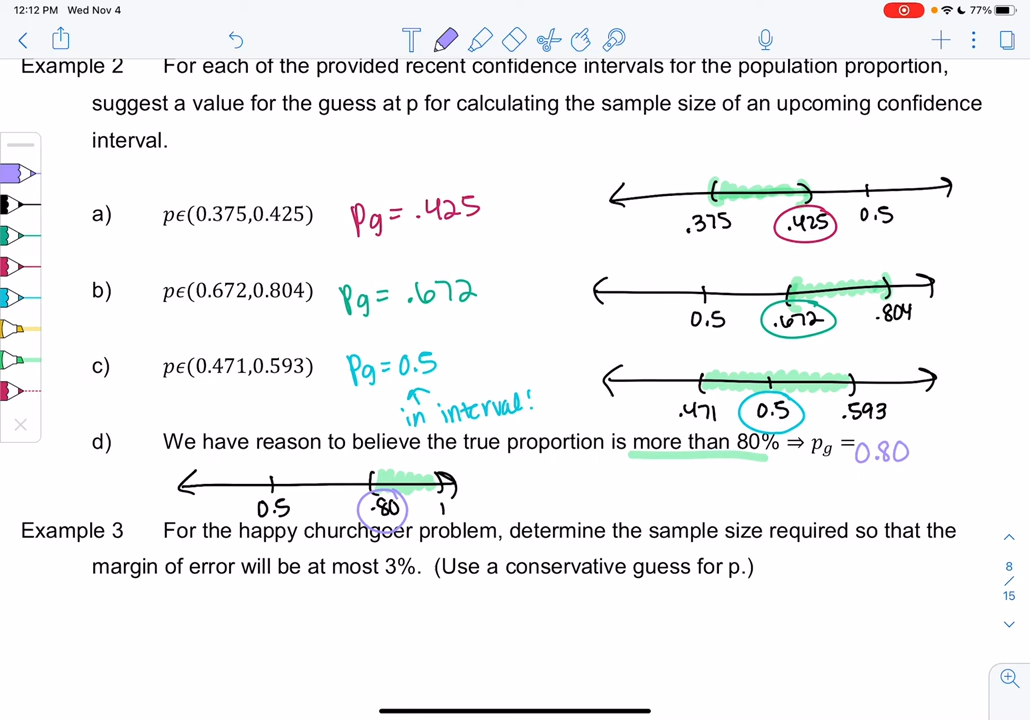 12:12 PM Wed Nov 4
77%
Example 2 For each of the provided recent confidence intervals for the population proportion,
suggest a value for the guess at p for calculating the sample size of an upcoming confidence
interval.
a) pϵ(0.375,0.425) Pg = .425
.375 .425 0.5
b) pϵ(0.672,0.804) Pg = .672
0.5 .672 .804
c) pϵ(0.471,0.593) Pg = 0.5
.471 0.5 .593
in interval!
d) We have reason to believe the true proportion is more than 80% ⇒ pg = 0.80
0.5 .80 1
Example 3 For the happy churchgoer problem, determine the sample size required so that the
margin of error will be at most 3%. (Use a conservative guess for p.)
8
/
15